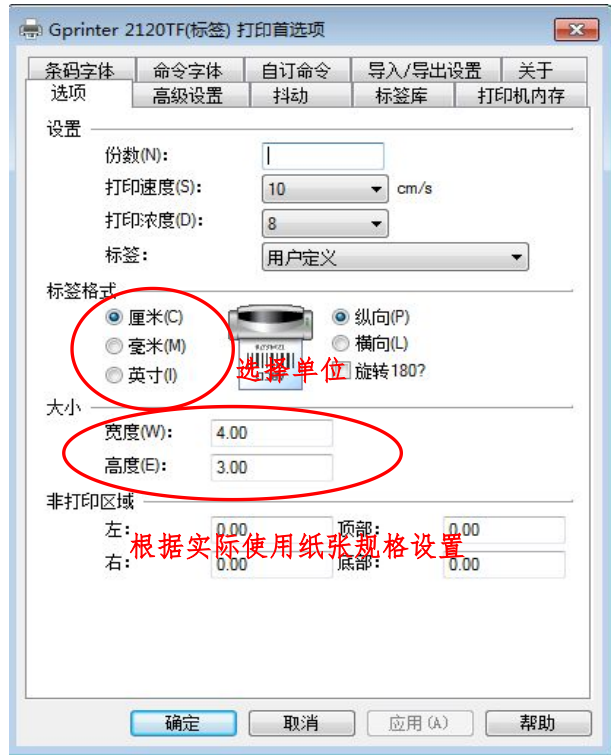 Gprinter 2120TF(标签) 打印首选项
条码字体 命令字体 自订命令 导入/导出设置 关于
选项 高级设置 抖动 标签库 打印机内存
设置
份数(N):
打印速度(S): 10 cm/s
打印浓度(D): 8
标签: 用户定义
标签格式
厘米(C) 纵向(P)
毫米(M) 横向(L)
英寸(I) 选择单位 旋转180?
大小
宽度(W): 4.00
高度(E): 3.00
非打印区域
左: 0.00 顶部: 0.00
根据实际使用纸张规格设置
右: 0.00 底部: 0.00
确定 取消 应用(A) 帮助